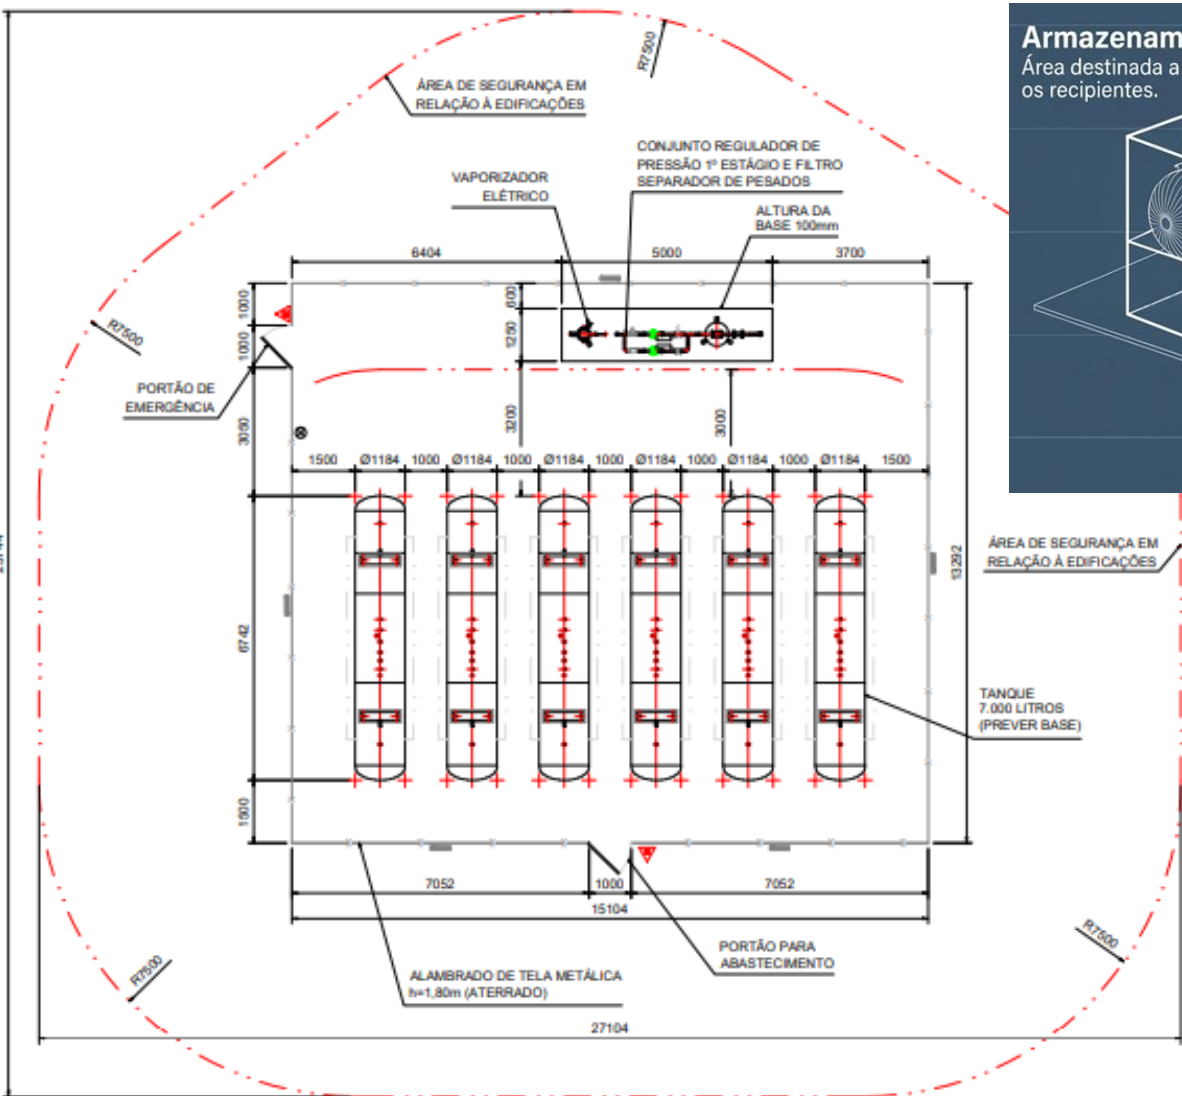 R7500
Armazenam
Área destinada a
os recipientes.
ÁREA DE SEGURANÇA EM
RELAÇÃO À EDIFICAÇÕES
CONJUNTO REGULADOR DE
PRESSÃO 1º ESTÁGIO E FILTRO
SEPARADOR DE PESADOS
VAPORIZADOR
ELÉTRICO
ALTURA DA
BASE 100mm
6404
5000
3700
1000
600
R7500
1000
1250
PORTÃO DE
EMERGÊNCIA
3050
3200
3000
1500
Ø1184
1000
Ø1184
1000
Ø1184
1000
Ø1184
1000
Ø1184
1000
Ø1184
1500
13292
ÁREA DE SEGURANÇA EM
RELAÇÃO À EDIFICAÇÕES
6742
TANQUE
7.000 LITROS
(PREVER BASE)
1500
7052
1000
7052
15104
R7500
PORTÃO PARA
ABASTECIMENTO
R7500
ALAMBRADO DE TELA METÁLICA
h=1,80m (ATERRADO)
27104